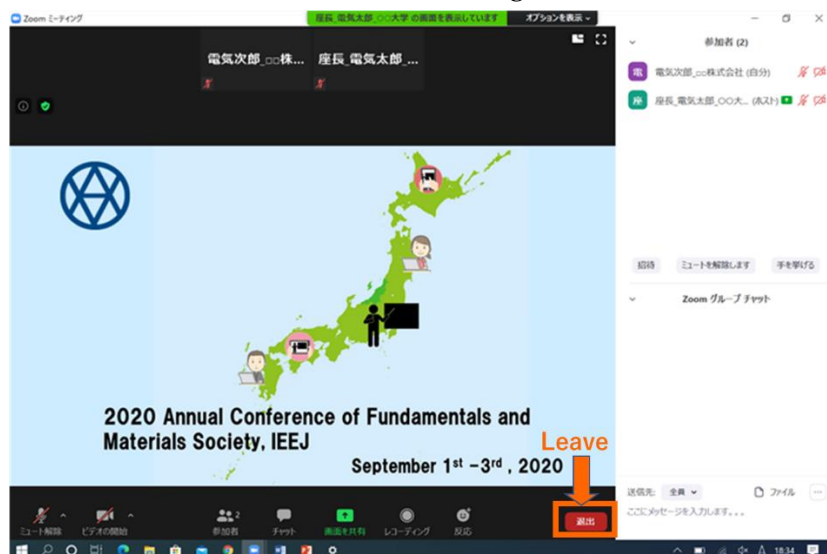 Zoom ミーティング
座長_電気太郎_○○大学 の画面を表示しています
オプションを表示
電気次郎_□□株...
座長_電気太郎_...
参加者 (2)
電 電気次郎_□□株式会社 (自分)
座 座長_電気太郎_○○大... (ホスト)
招待 ミュートを解除します 手を挙げる
Zoom グループ チャット
2020 Annual Conference of Fundamentals and
Materials Society, IEEJ
September 1st -3rd , 2020
Leave
送信先: 全員 ファイル ...
ここにメッセージを入力します。。。
ミュート解除 ビデオの開始 2 参加者 チャット 画面を共有 レコーディング 反応 退出
A 18:34